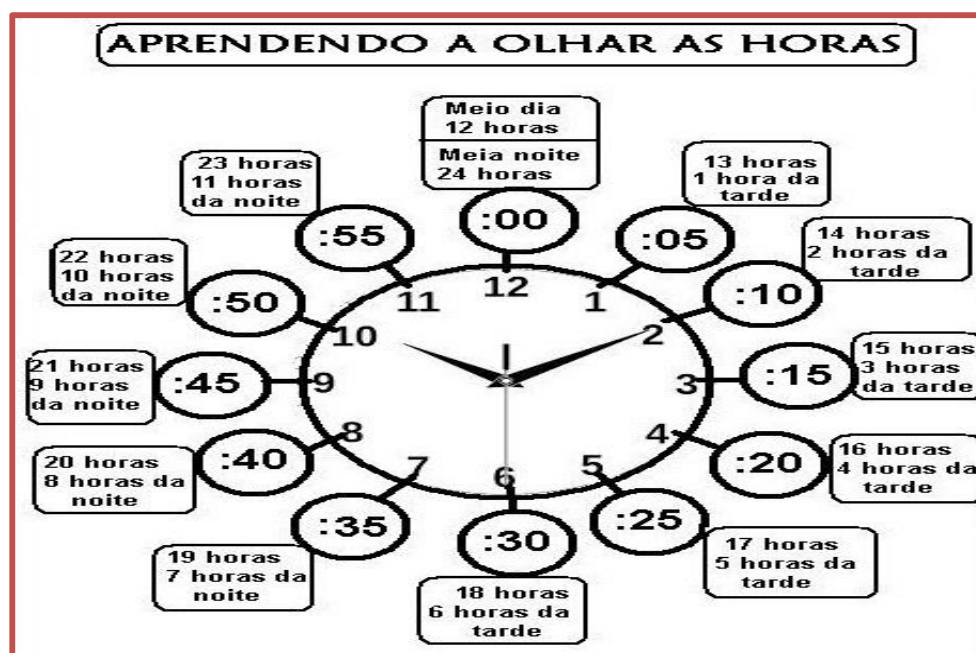 APRENDENDO A OLHAR AS HORAS
Meio dia
12 horas
Meia noite
24 horas
:00
13 horas
1 hora da
tarde
:05
14 horas
2 horas da
tarde
:10
15 horas
3 horas
da tarde
:15
16 horas
4 horas da
tarde
:20
17 horas
5 horas da
tarde
:25
18 horas
6 horas da
tarde
:30
19 horas
7 horas da
noite
:35
20 horas
8 horas da
noite
:40
21 horas
9 horas
da noite
:45
22 horas
10 horas
da noite
:50
23 horas
11 horas
da noite
:55
12
1
2
3
4
5
6
7
8
9
10
11